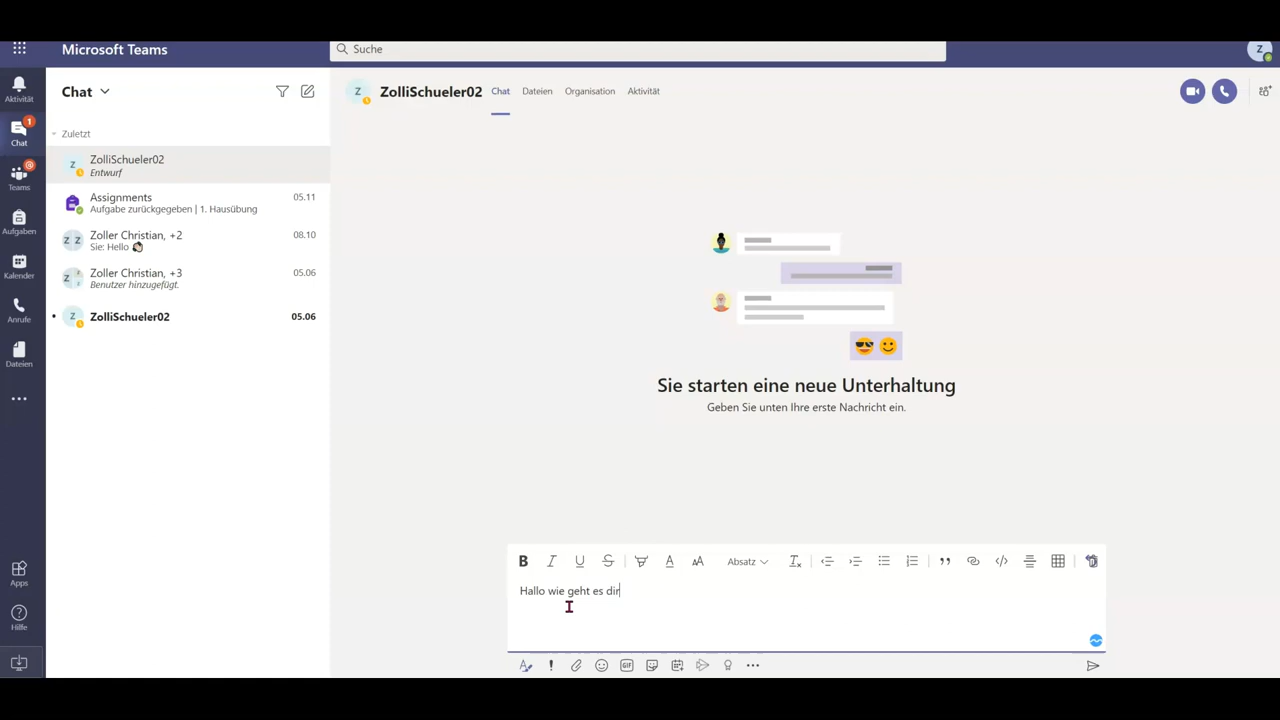 Microsoft Teams
Suche
Z
Aktivität
Chat
1
Teams
@
Aufgaben
Kalender
Anrufe
Dateien
Apps
Hilfe
Chat
Zuletzt
Z
ZolliSchueler02
Entwurf
Assignments
05.11
Aufgabe zurückgegeben | 1. Hausübung
Z Z
Zoller Christian, +2
08.10
Sie: Hello
Z
Zoller Christian, +3
05.06
Benutzer hinzugefügt.
Z
ZolliSchueler02
05.06
Z
ZolliSchueler02
Chat
Dateien
Organisation
Aktivität
Sie starten eine neue Unterhaltung
Geben Sie unten Ihre erste Nachricht ein.
B I U S A AA Absatz
Hallo wie geht es dir
GIF